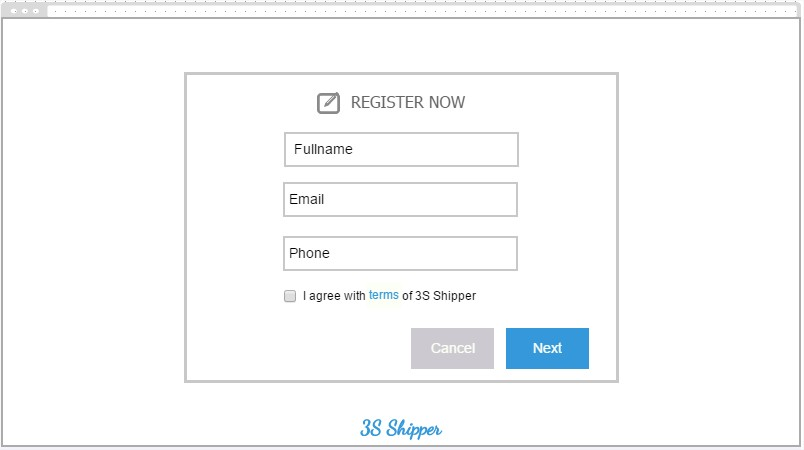 REGISTER NOW
Fullname
Email
Phone
I agree with terms of 3S Shipper
Cancel Next
3S Shipper